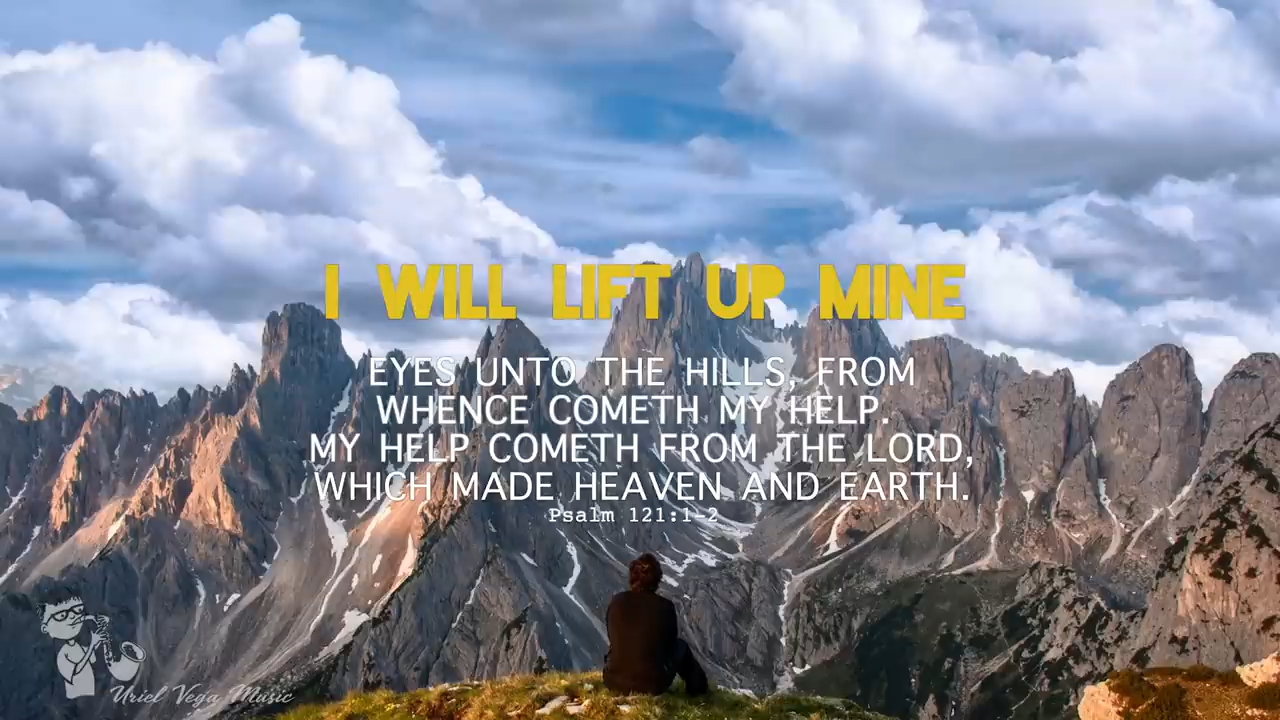 I WILL LIFT UP MINE
EYES UNTO THE HILLS, FROM
WHENCE COMETH MY HELP.
MY HELP COMETH FROM THE LORD,
WHICH MADE HEAVEN AND EARTH.
Psalm 121:1-2
Uriel Vega Music